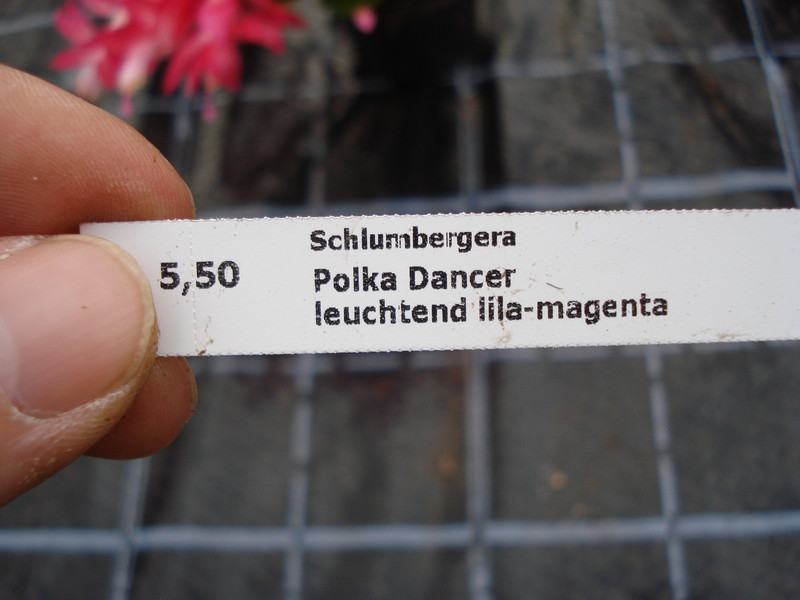 Schlumbergera
5,50
Polka Dancer
leuchtend lila-magenta